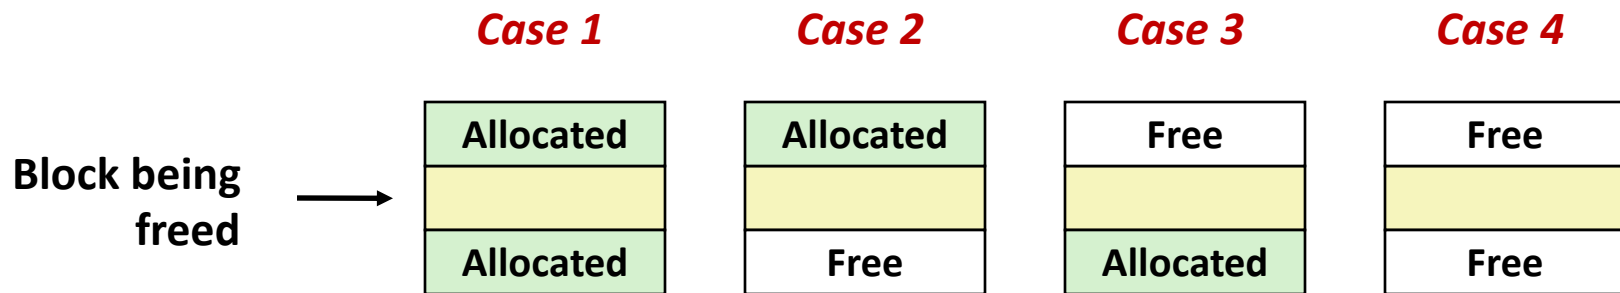 Case 1 Case 2 Case 3 Case 4
Allocated Allocated Free Free
Block being
freed
Allocated Free Allocated Free